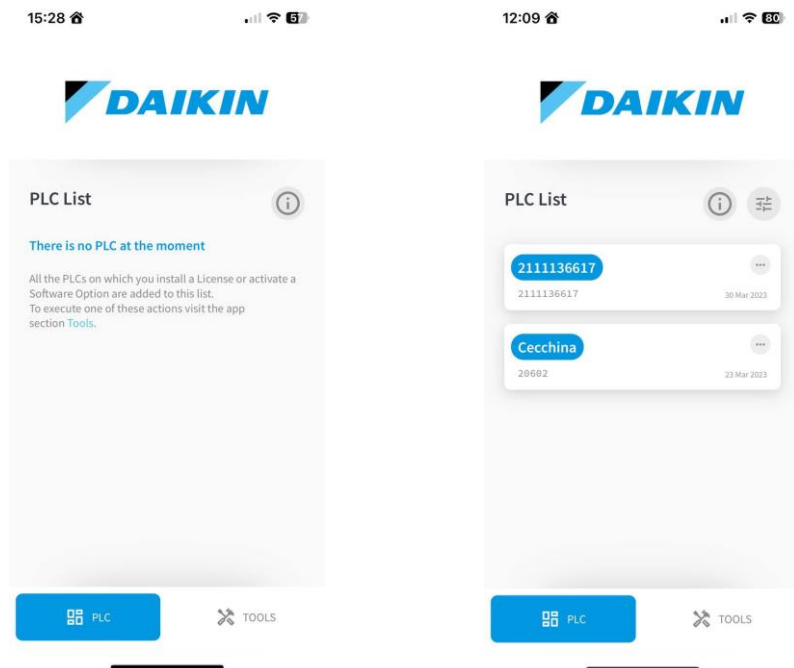 15:28
57
DAIKIN
PLC List
There is no PLC at the moment
All the PLCs on which you install a License or activate a
Software Option are added to this list.
To execute one of these actions visit the app
section Tools.
PLC
TOOLS
12:09
80
DAIKIN
PLC List
2111136617
2111136617
30 Mar 2023
Cecchina
20602
23 Mar 2023
PLC
TOOLS